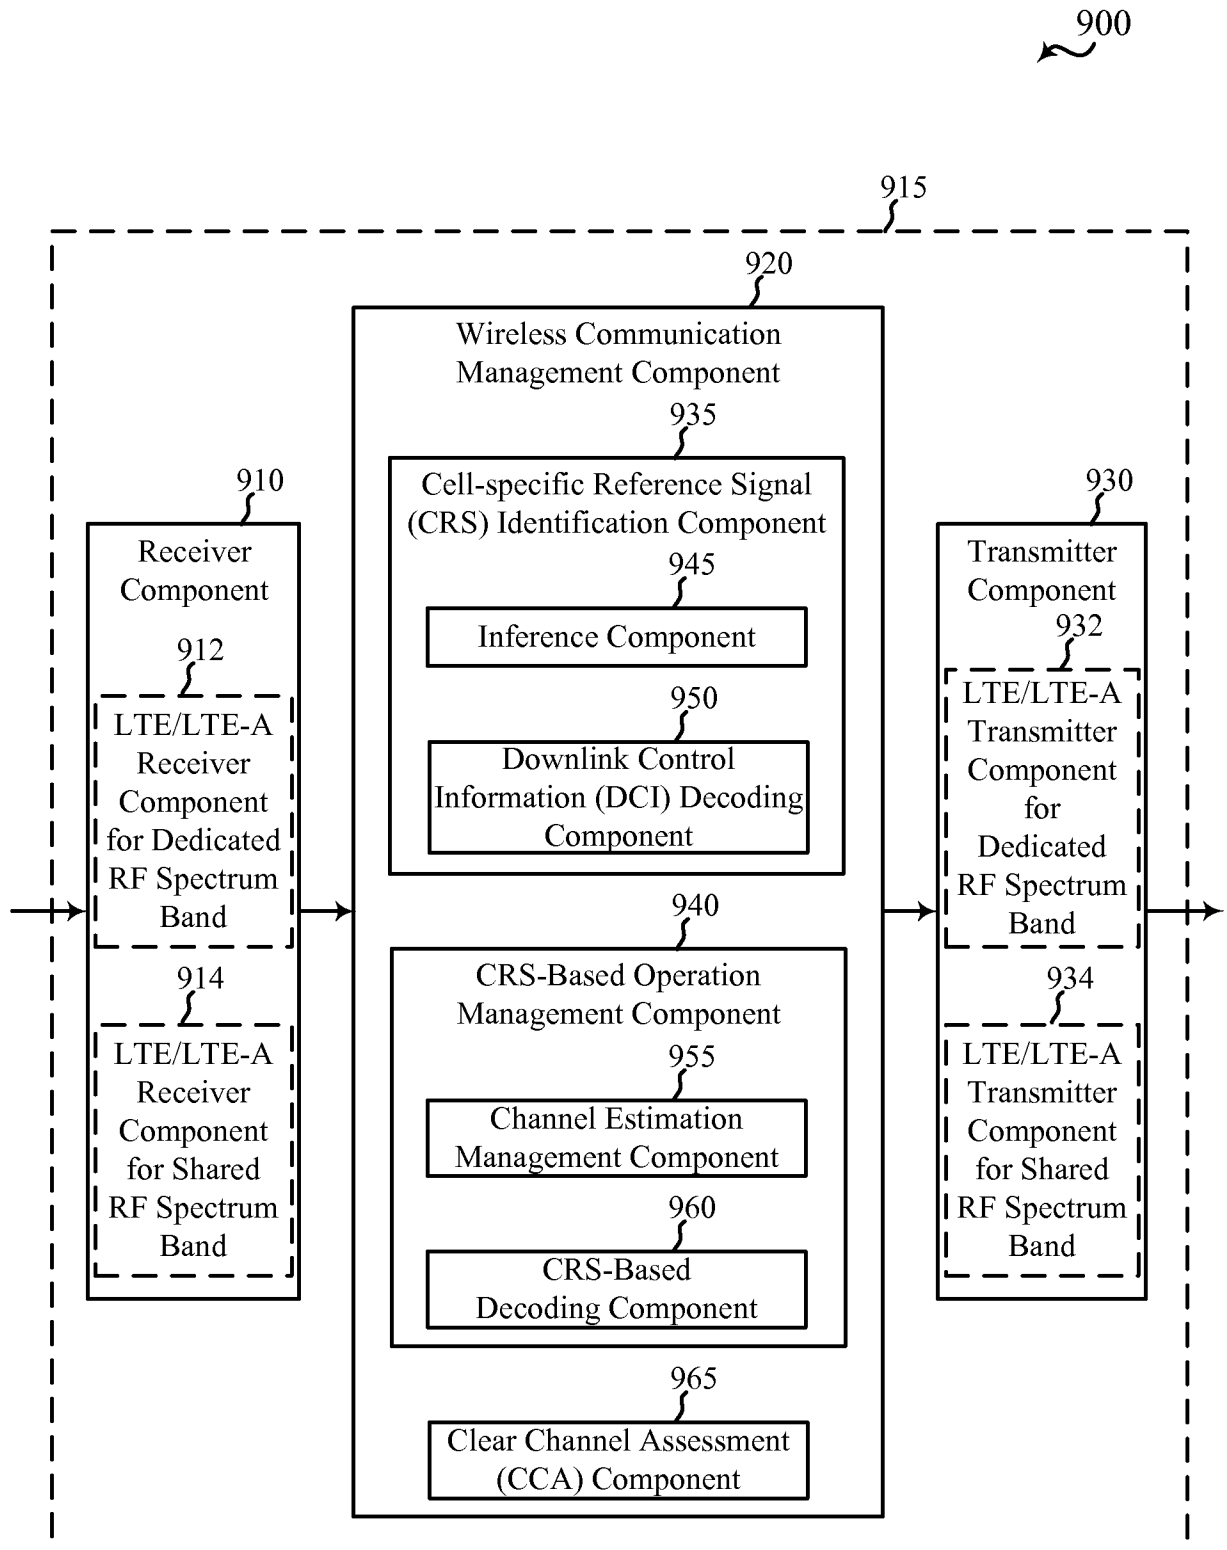 900
915
920
Wireless Communication
Management Component
935
Cell-specific Reference Signal
(CRS) Identification Component
945
Inference Component
950
Downlink Control
Information (DCI) Decoding
Component
940
CRS-Based Operation
Management Component
955
Channel Estimation
Management Component
960
CRS-Based
Decoding Component
965
Clear Channel Assessment
(CCA) Component
910
Receiver
Component
912
LTE/LTE-A
Receiver
Component
for Dedicated
RF Spectrum
Band
914
LTE/LTE-A
Receiver
Component
for Shared
RF Spectrum
Band
930
Transmitter
Component
932
LTE/LTE-A
Transmitter
Component
for
Dedicated
RF Spectrum
Band
934
LTE/LTE-A
Transmitter
Component
for Shared
RF Spectrum
Band